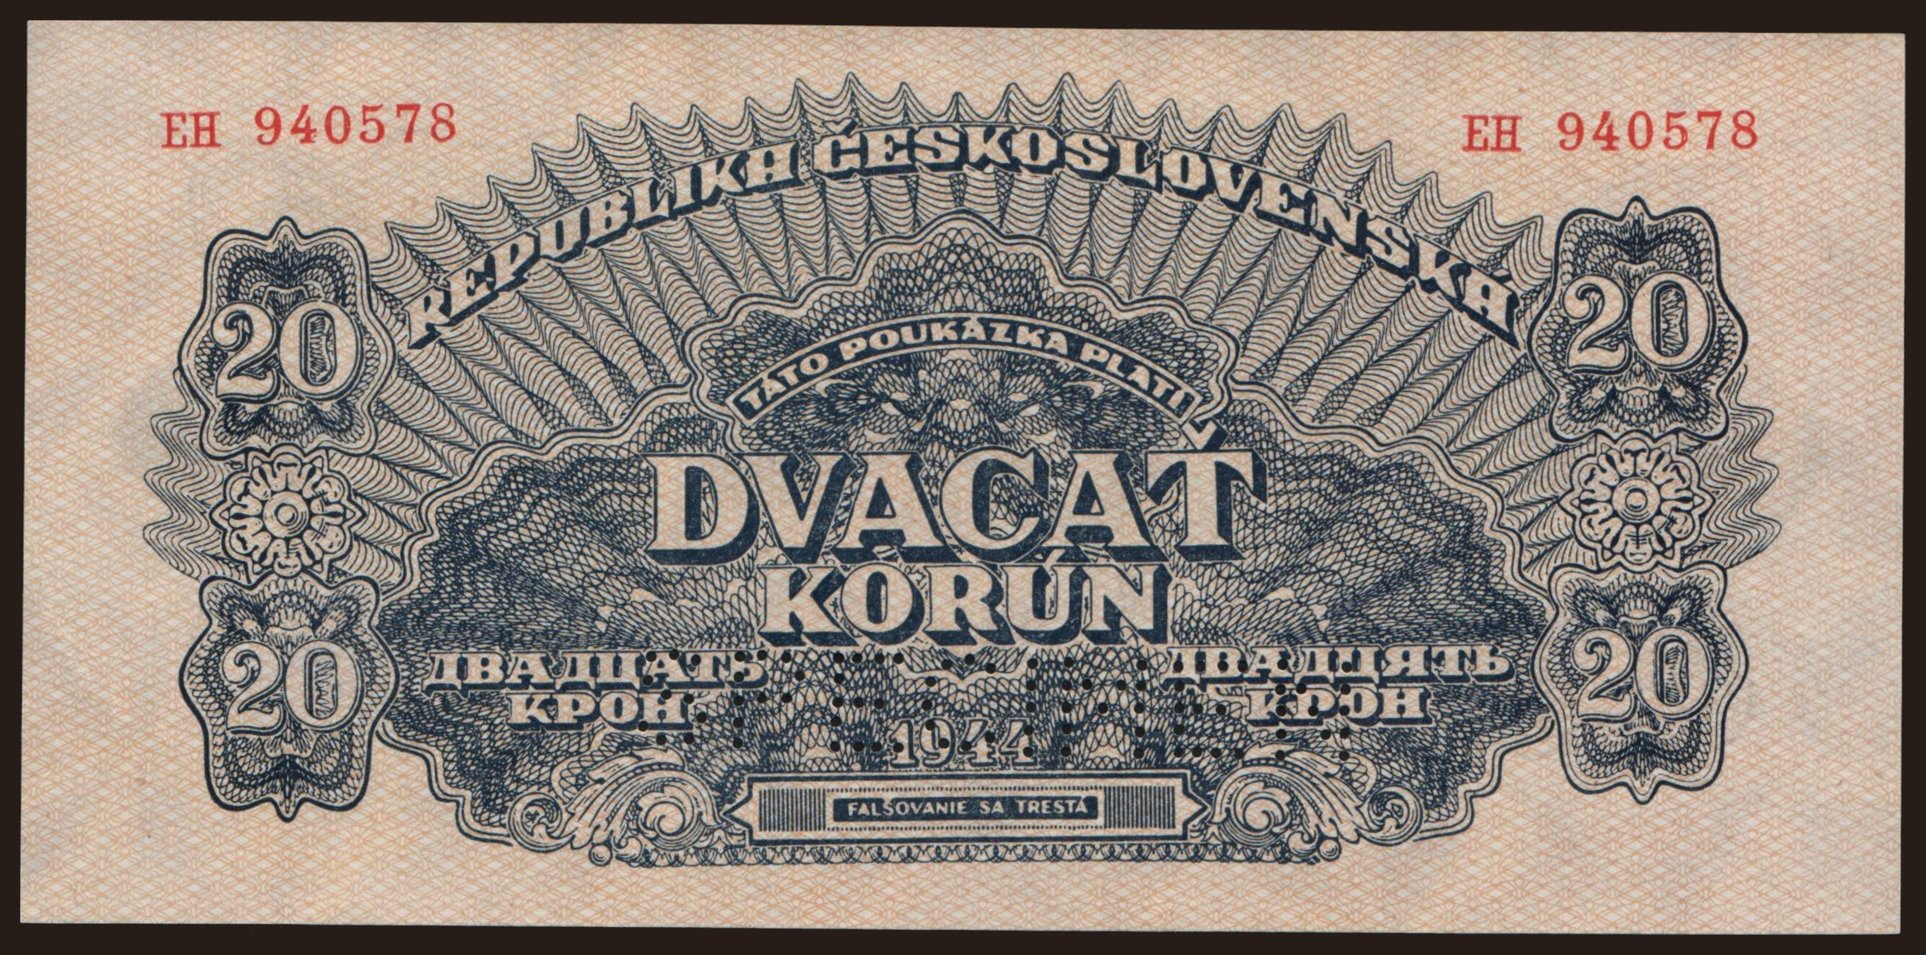 EH 940578
EH 940578
REPUBLIKA ČESKOSLOVENSKÁ
20
20
TÁTO POUKÁZKA PLATÍ
DVACAŤ
KORÚN
ДВАДЦАТЬ
КРОН
ДВАДЦЯТЬ
КРОН
20
20
1944
FALŠOVANIE SA TRESTÁ